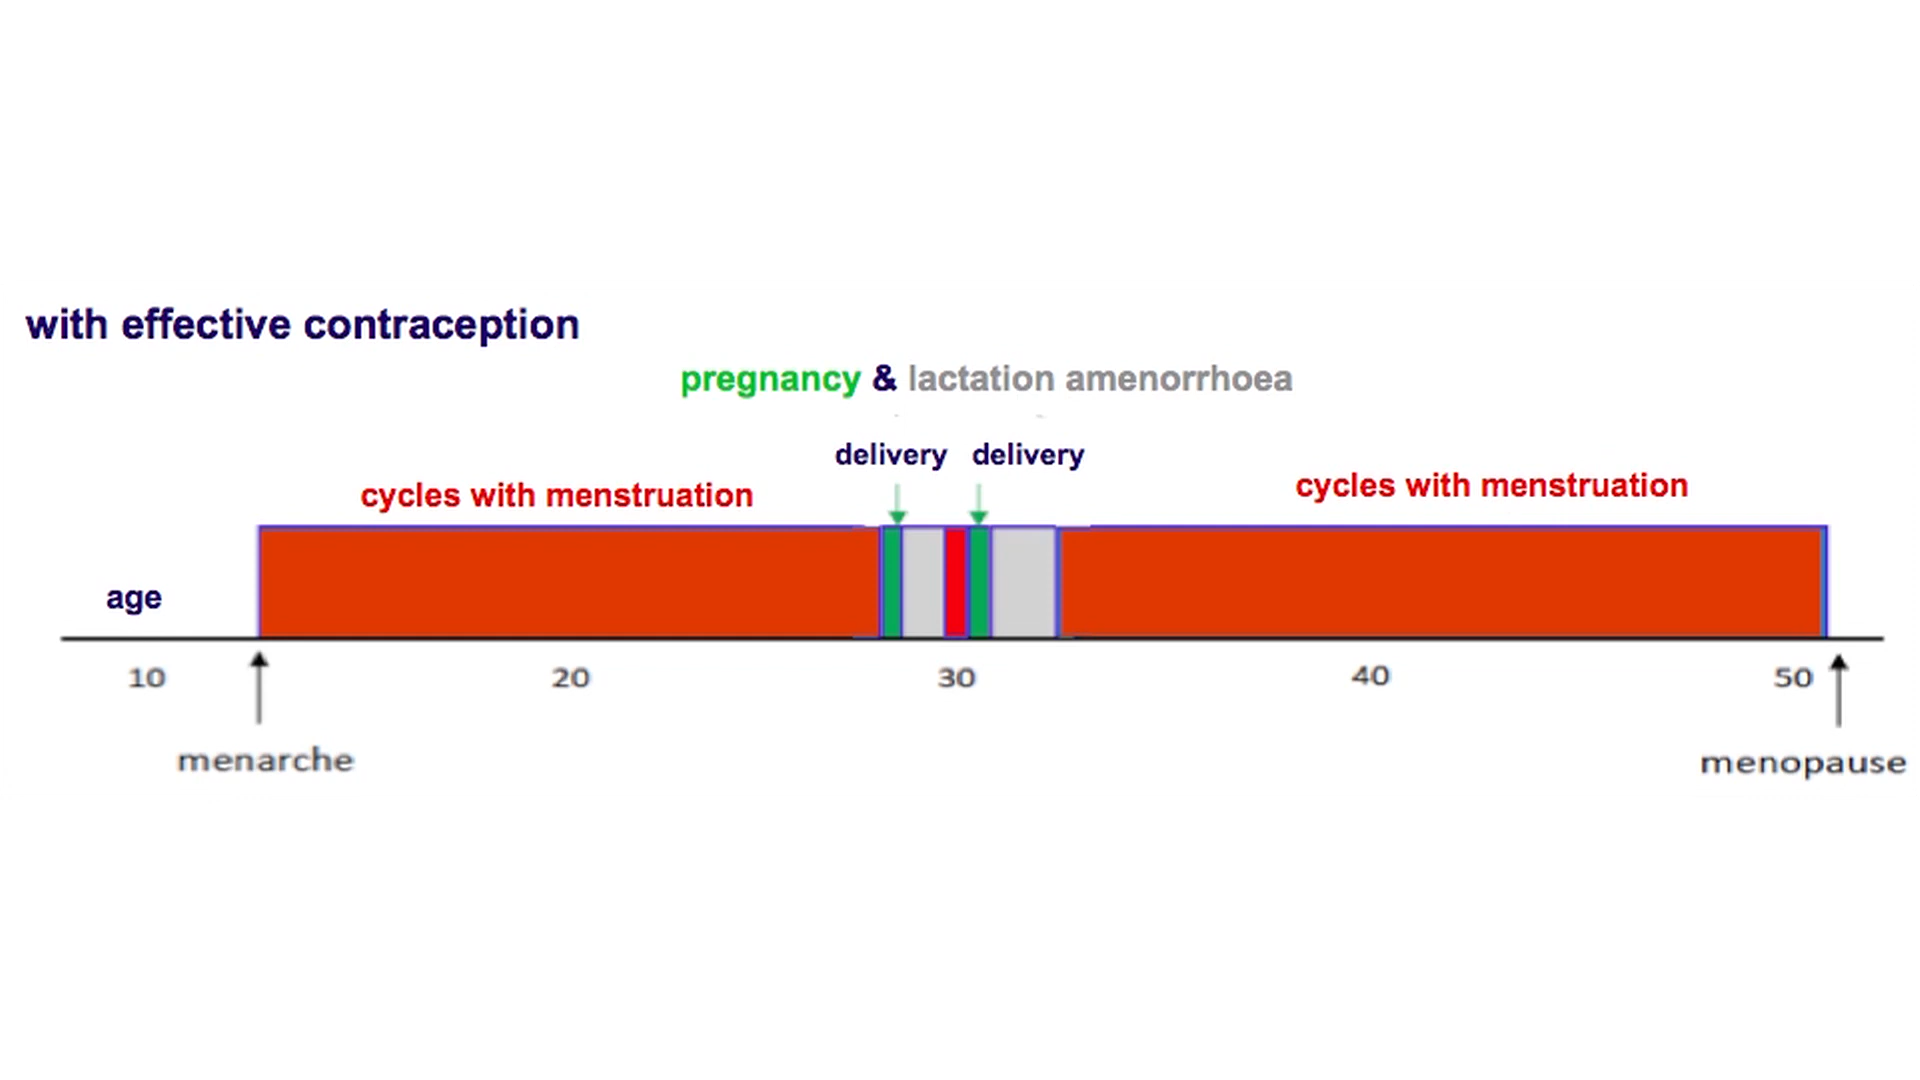 with effective contraception
pregnancy & lactation amenorrhoea
delivery delivery
cycles with menstruation
cycles with menstruation
age
10 20 30 40 50
menarche
menopause